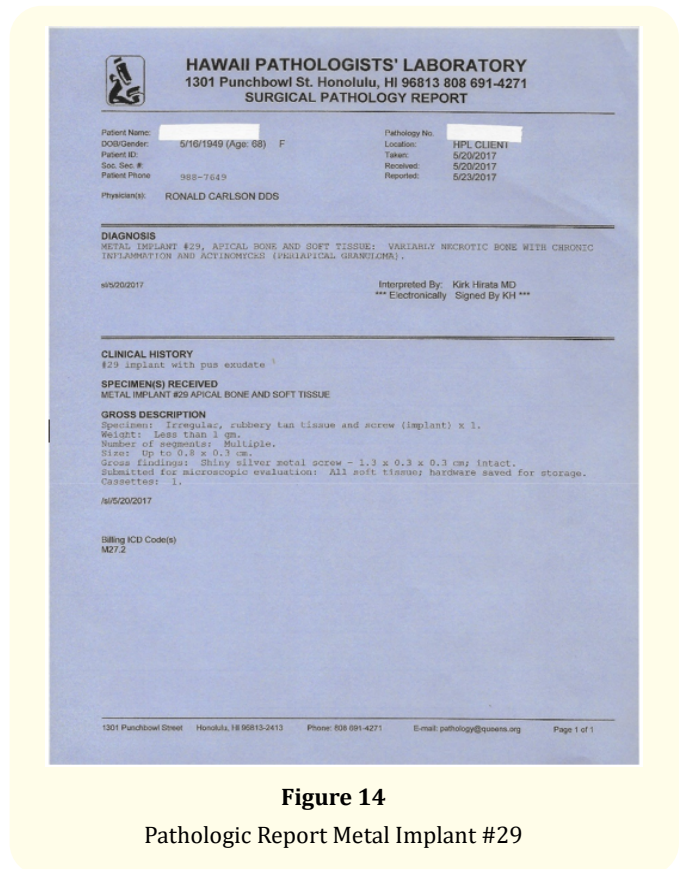 HAWAII PATHOLOGISTS' LABORATORY
1301 Punchbowl St. Honolulu, HI 96813 808 691-4271
SURGICAL PATHOLOGY REPORT
Patient Name:
DOB/Gender: 5/16/1949 (Age: 68) F
Patient ID:
Soc. Sec. #:
Patient Phone 988-7649
Physician(s): RONALD CARLSON DDS
Pathology No.
Location: HPL CLIENT
Taken: 5/20/2017
Received: 5/20/2017
Reported: 5/23/2017
DIAGNOSIS
METAL IMPLANT #29, APICAL BONE AND SOFT TISSUE: VARIABLY NECROTIC BONE WITH CHRONIC
INFLAMMATION AND ACTINOMYCES (PERIAPICAL GRANULOMA).
sl/5/20/2017
Interpreted By: Kirk Hirata MD
*** Electronically Signed By KH ***
CLINICAL HISTORY
#29 implant with pus exudate
SPECIMEN(S) RECEIVED
METAL IMPLANT #29 APICAL BONE AND SOFT TISSUE
GROSS DESCRIPTION
Specimen: Irregular, rubbery tan tissue and screw (implant) x 1.
Weight: Less than 1 gm.
Number of segments: Multiple.
Size: Up to 0.8 x 0.3 cm.
Gross findings: Shiny silver metal screw - 1.3 x 0.3 x 0.3 cm; intact.
Submitted for microscopic evaluation: All soft tissue; hardware saved for storage.
Cassettes: 1.
/sl/5/20/2017
Billing ICD Code(s)
M27.2
1301 Punchbowl Street Honolulu, HI 96813-2413 Phone: 808 691-4271 E-mail: pathology@queens.org Page 1 of 1
Figure 14
Pathologic Report Metal Implant #29